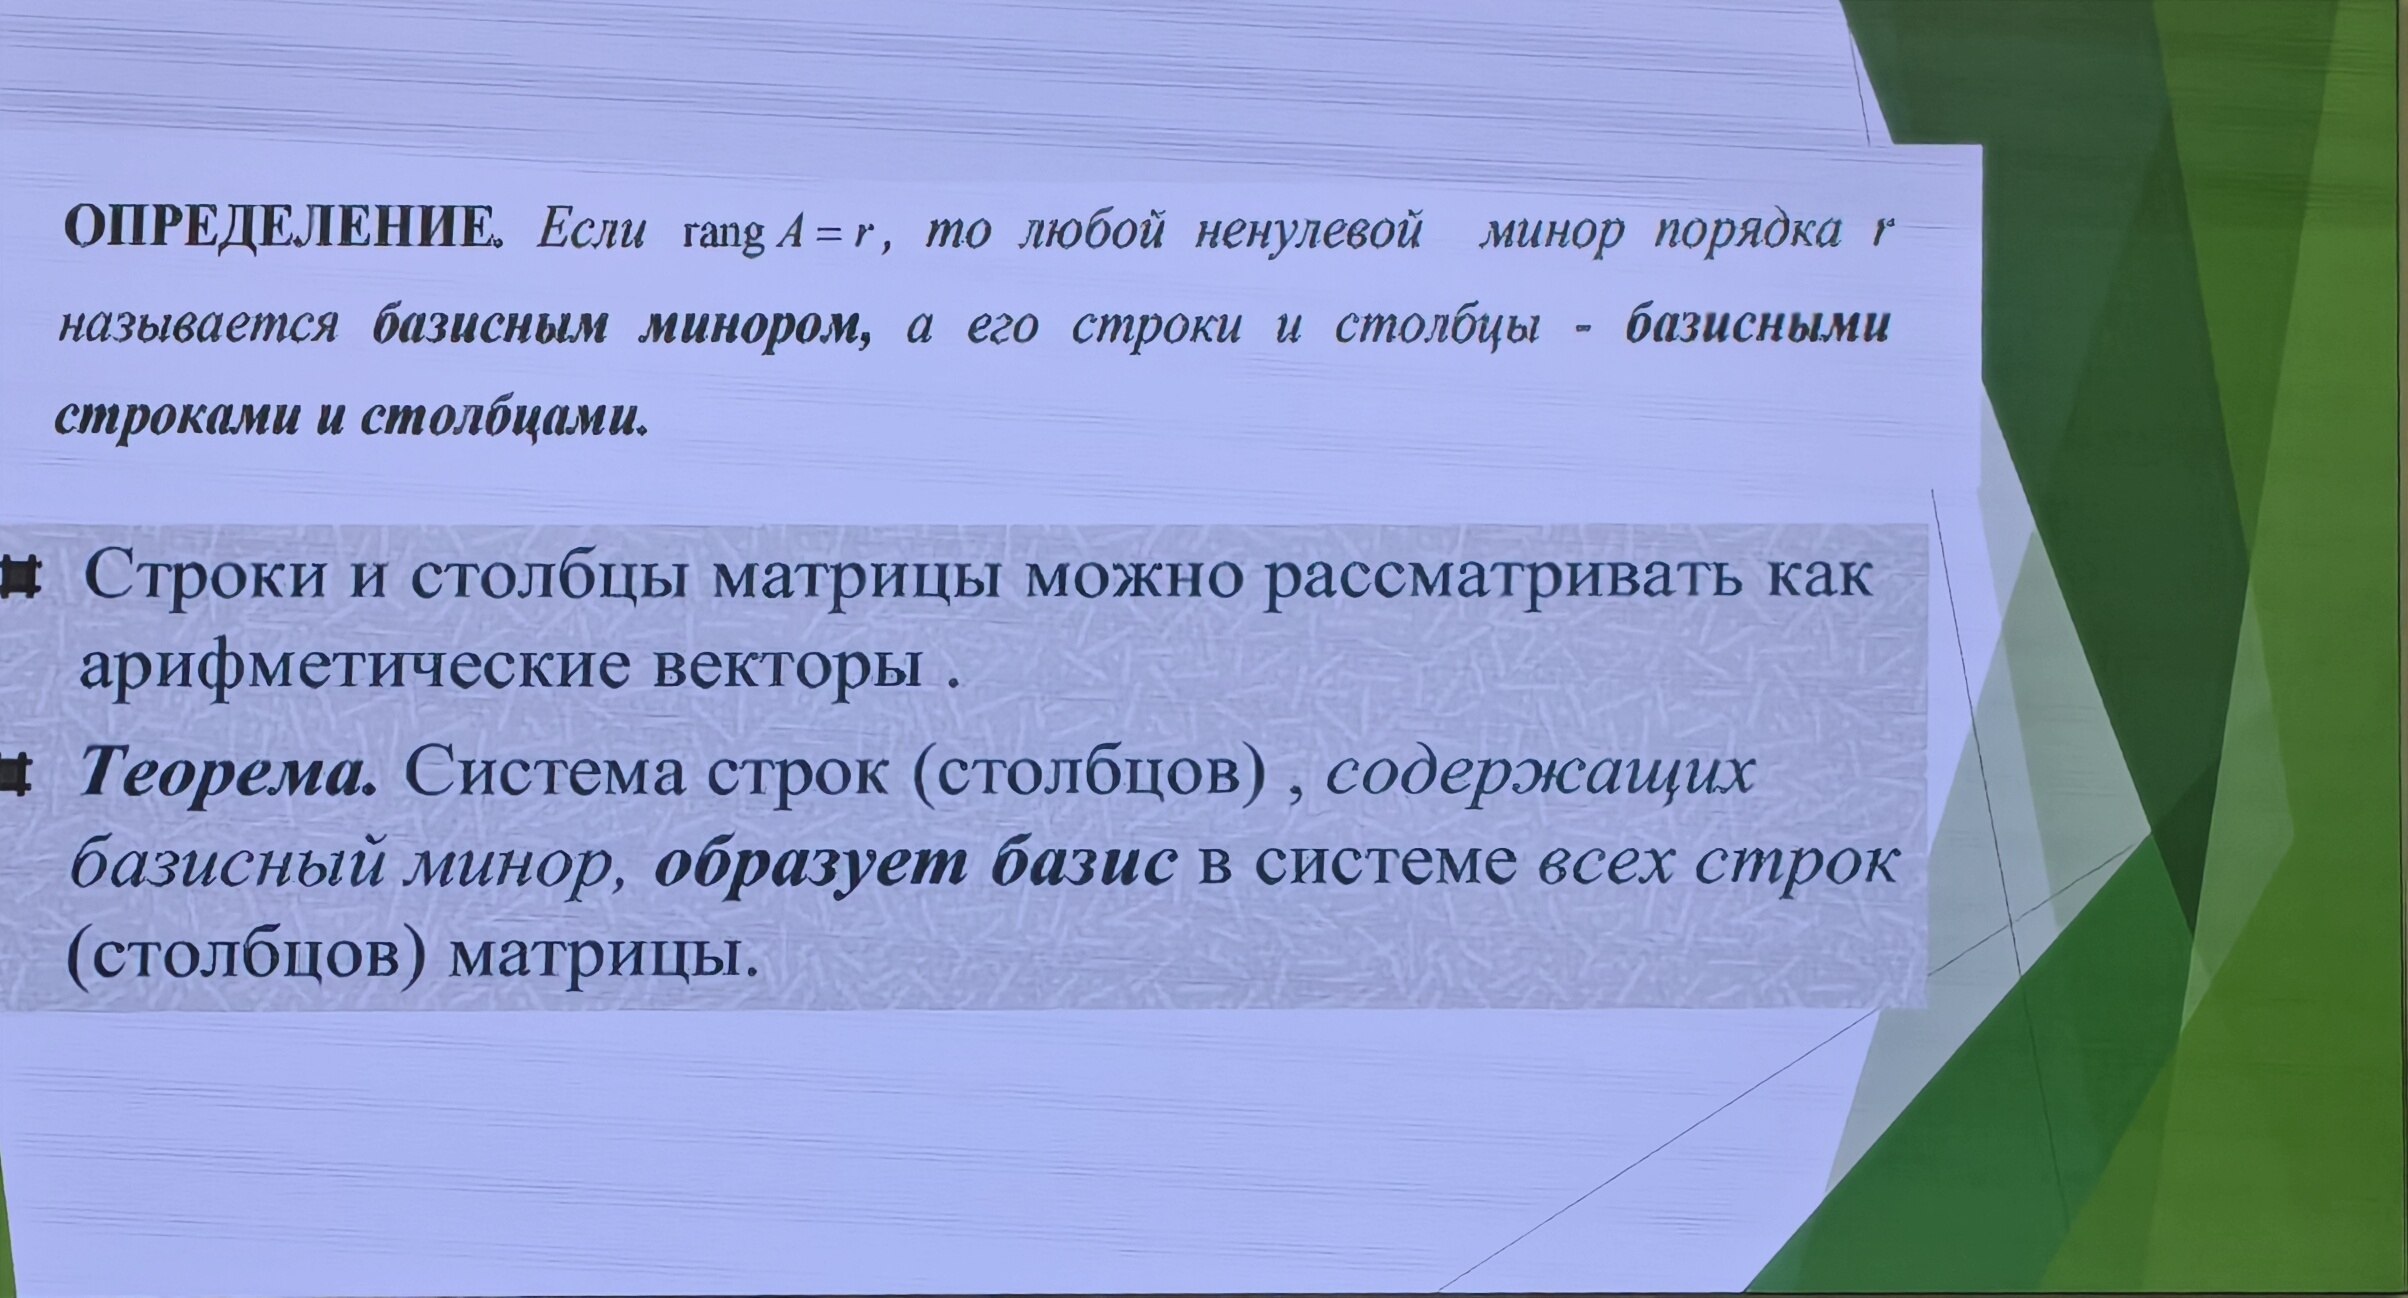 ОПРЕДЕЛЕНИЕ. Если rang A = r, то любой ненулевой минор порядка r
называется базисным минором, а его строки и столбцы - базисными
строками и столбцами.
Строки и столбцы матрицы можно рассматривать как
арифметические векторы .
Теорема. Система строк (столбцов) , содержащих
базисный минор, образует базис в системе всех строк
(столбцов) матрицы.